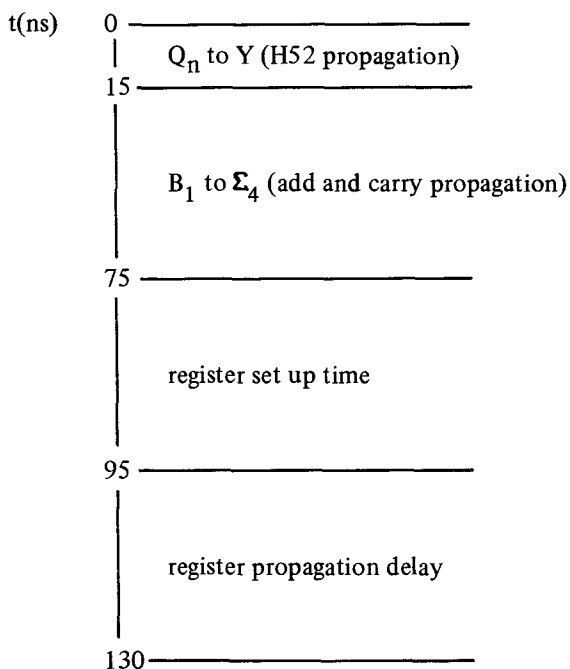 t(ns) 0
Qn to Y (H52 propagation)
15
B1 to Σ4 (add and carry propagation)
75
register set up time
95
register propagation delay
130